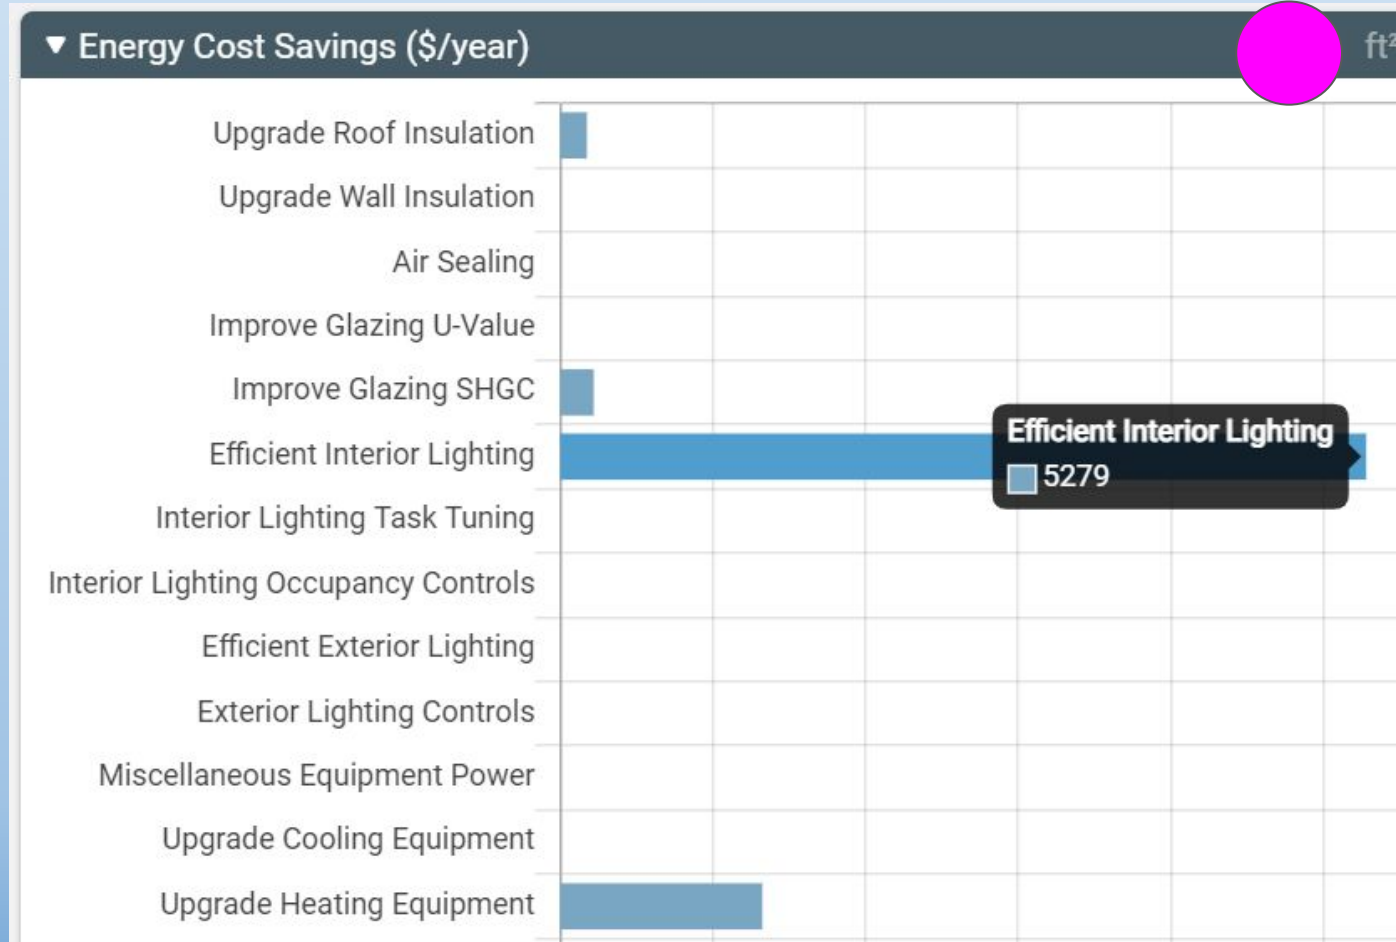 ▼ Energy Cost Savings ($/year)
ft²
Upgrade Roof Insulation
Upgrade Wall Insulation
Air Sealing
Improve Glazing U-Value
Improve Glazing SHGC
Efficient Interior Lighting
Efficient Interior Lighting
5279
Interior Lighting Task Tuning
Interior Lighting Occupancy Controls
Efficient Exterior Lighting
Exterior Lighting Controls
Miscellaneous Equipment Power
Upgrade Cooling Equipment
Upgrade Heating Equipment